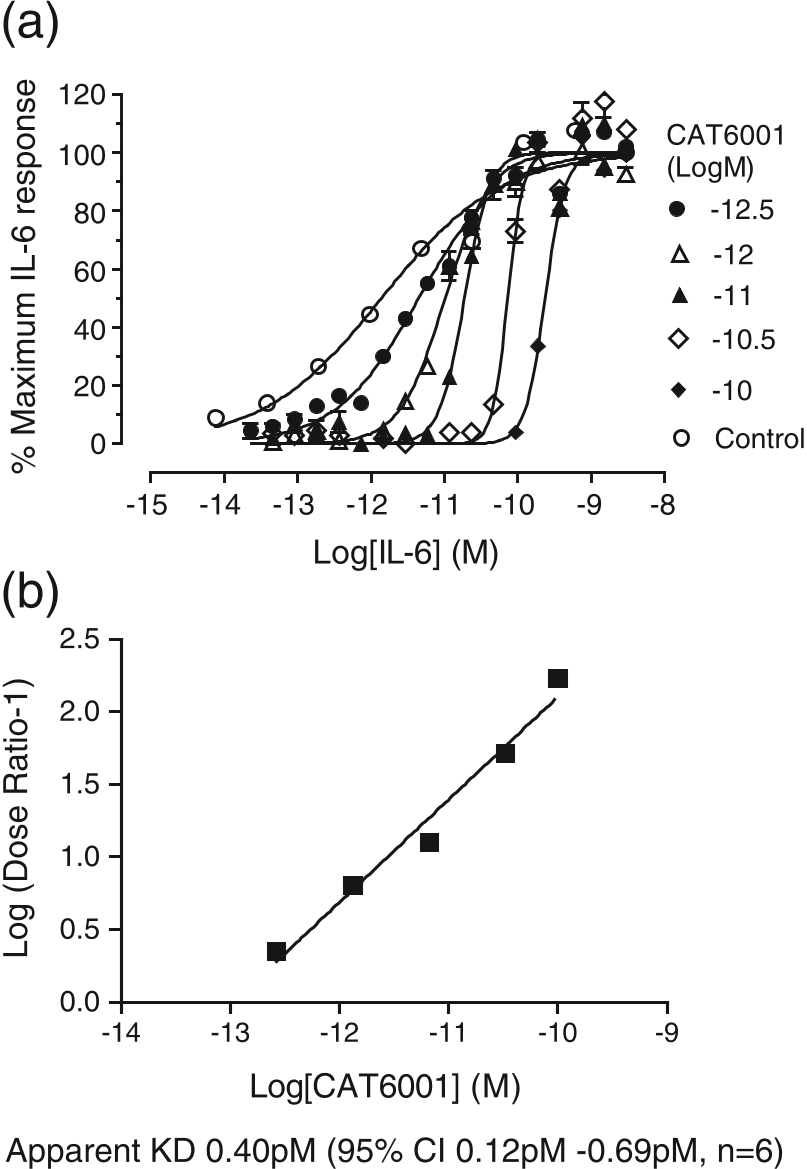 (a)
% Maximum IL-6 response
120
100
80
60
40
20
0
-15 -14 -13 -12 -11 -10 -9 -8
Log[IL-6] (M)
CAT6001
(LogM)
-12.5
-12
-11
-10.5
-10
Control
(b)
Log (Dose Ratio-1)
2.5
2.0
1.5
1.0
0.5
0.0
-14 -13 -12 -11 -10 -9
Log[CAT6001] (M)
Apparent KD 0.40pM (95% CI 0.12pM -0.69pM, n=6)